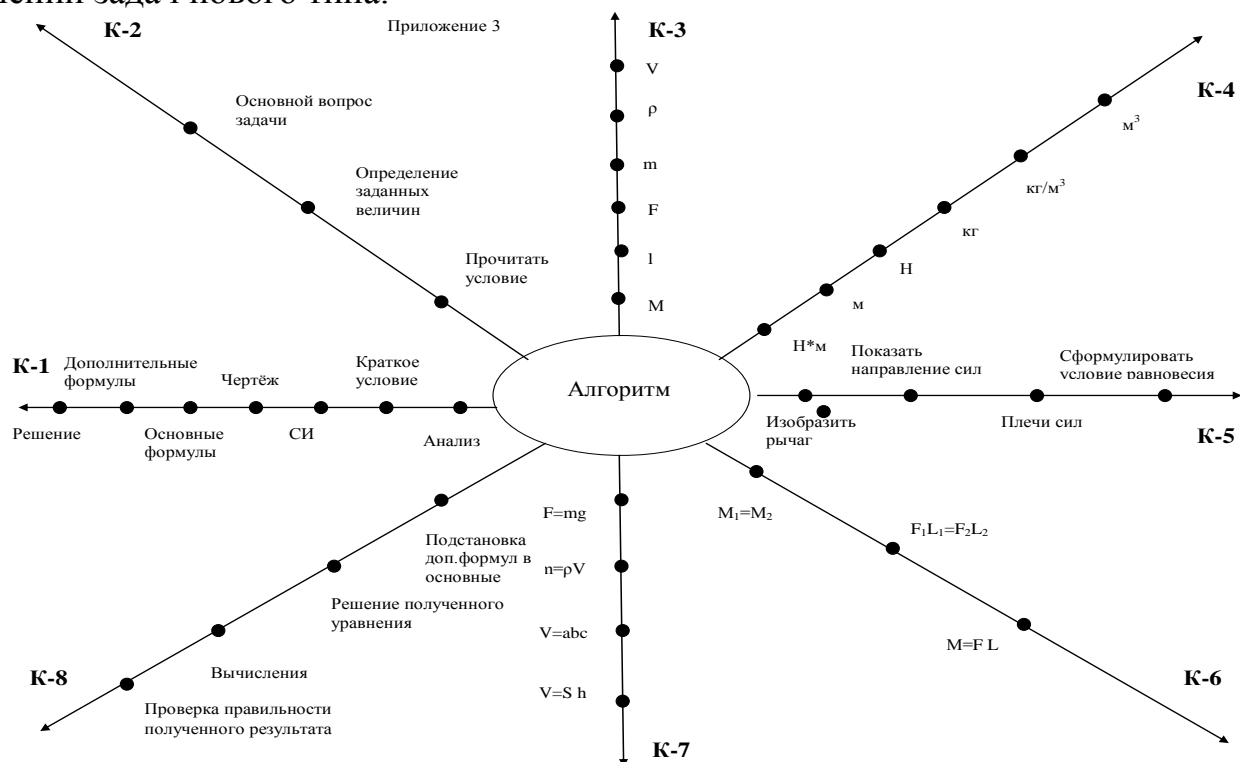 задач нового типа.
К-2
Приложение 3
К-3
V
ρ
m
F
l
M
К-4
м³
кг/м³
кг
Н
м
Н*м
Основной вопрос
задачи
Определение
заданных
величин
Прочитать
условие
К-1
Дополнительные
формулы
Чертёж
Краткое
условие
Решение
Основные
формулы
СИ
Анализ
Алгоритм
Показать
направление сил
Сформулировать
условие равновесия
Изобразить
рычаг
Плечи сил
К-5
M₁=M₂
F₁L₁=F₂L₂
M=F L
К-6
F=mg
n=ρV
V=abc
V=S h
К-7
Подстановка
доп.формул в
основные
Решение полученного
уравнения
Вычисления
Проверка правильности
полученного результата
К-8